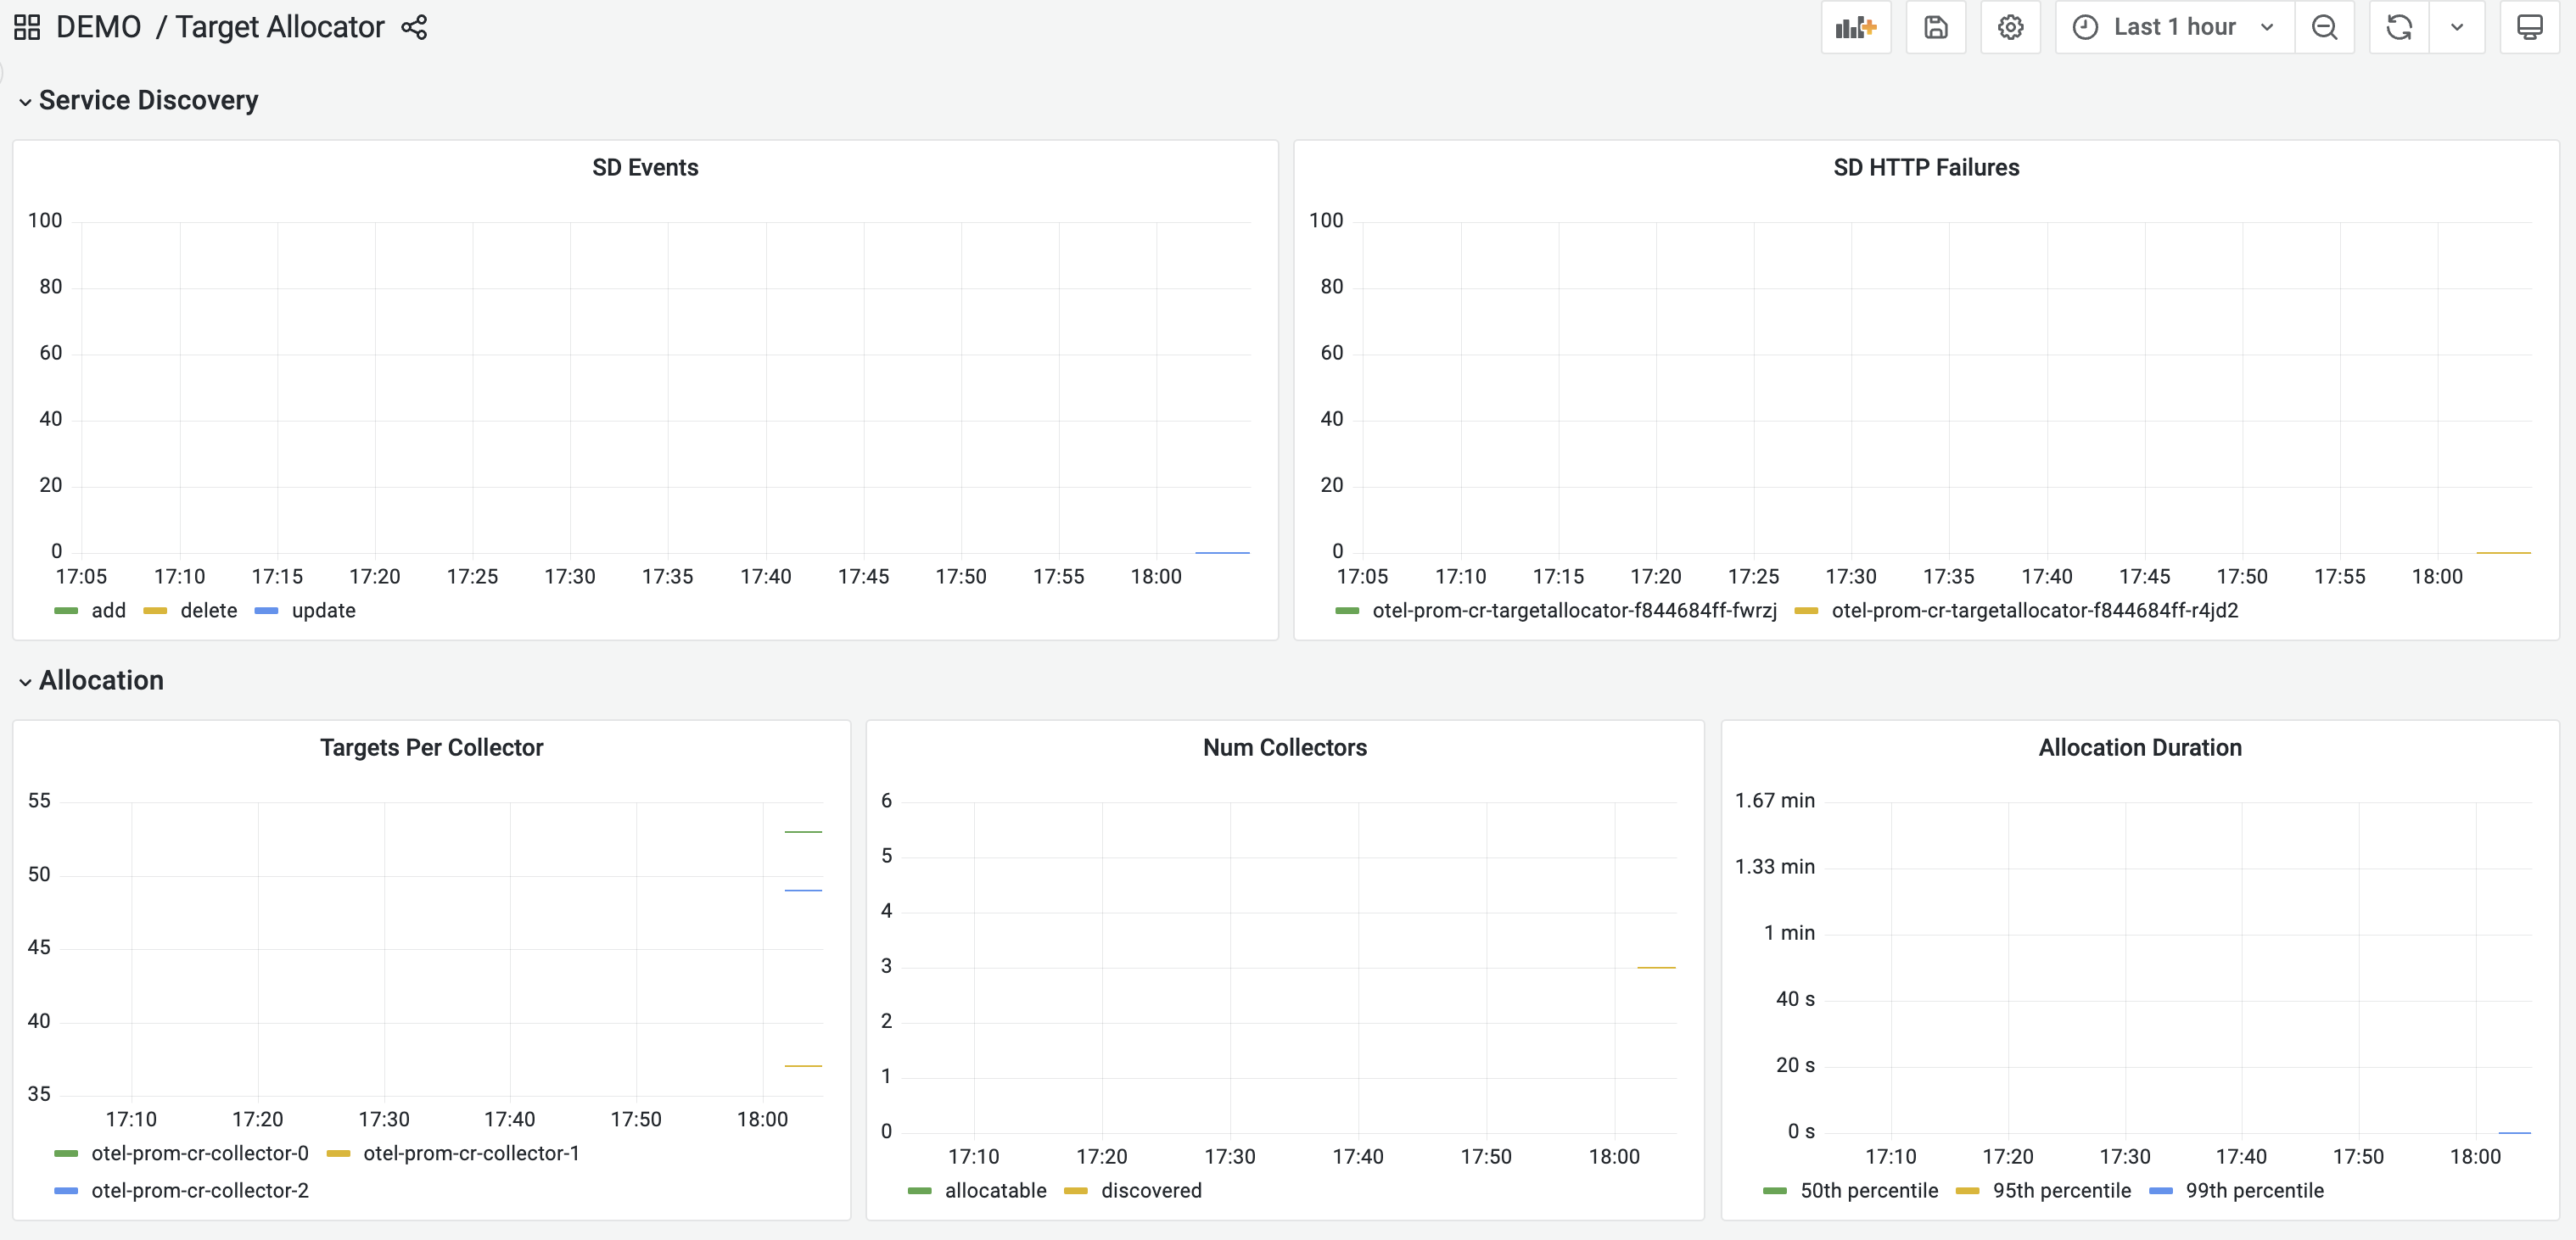 DEMO / Target Allocator
Last 1 hour
Service Discovery
SD Events
100
80
60
40
20
0
17:05 17:10 17:15 17:20 17:25 17:30 17:35 17:40 17:45 17:50 17:55 18:00
add delete update
SD HTTP Failures
100
80
60
40
20
0
17:05 17:10 17:15 17:20 17:25 17:30 17:35 17:40 17:45 17:50 17:55 18:00
otel-prom-cr-targetallocator-f844684ff-fwrzj otel-prom-cr-targetallocator-f844684ff-r4jd2
Allocation
Targets Per Collector
55
50
45
40
35
17:10 17:20 17:30 17:40 17:50 18:00
otel-prom-cr-collector-0 otel-prom-cr-collector-1
otel-prom-cr-collector-2
Num Collectors
6
5
4
3
2
1
0
17:10 17:20 17:30 17:40 17:50 18:00
allocatable discovered
Allocation Duration
1.67 min
1.33 min
1 min
40 s
20 s
0 s
17:10 17:20 17:30 17:40 17:50 18:00
50th percentile 95th percentile 99th percentile